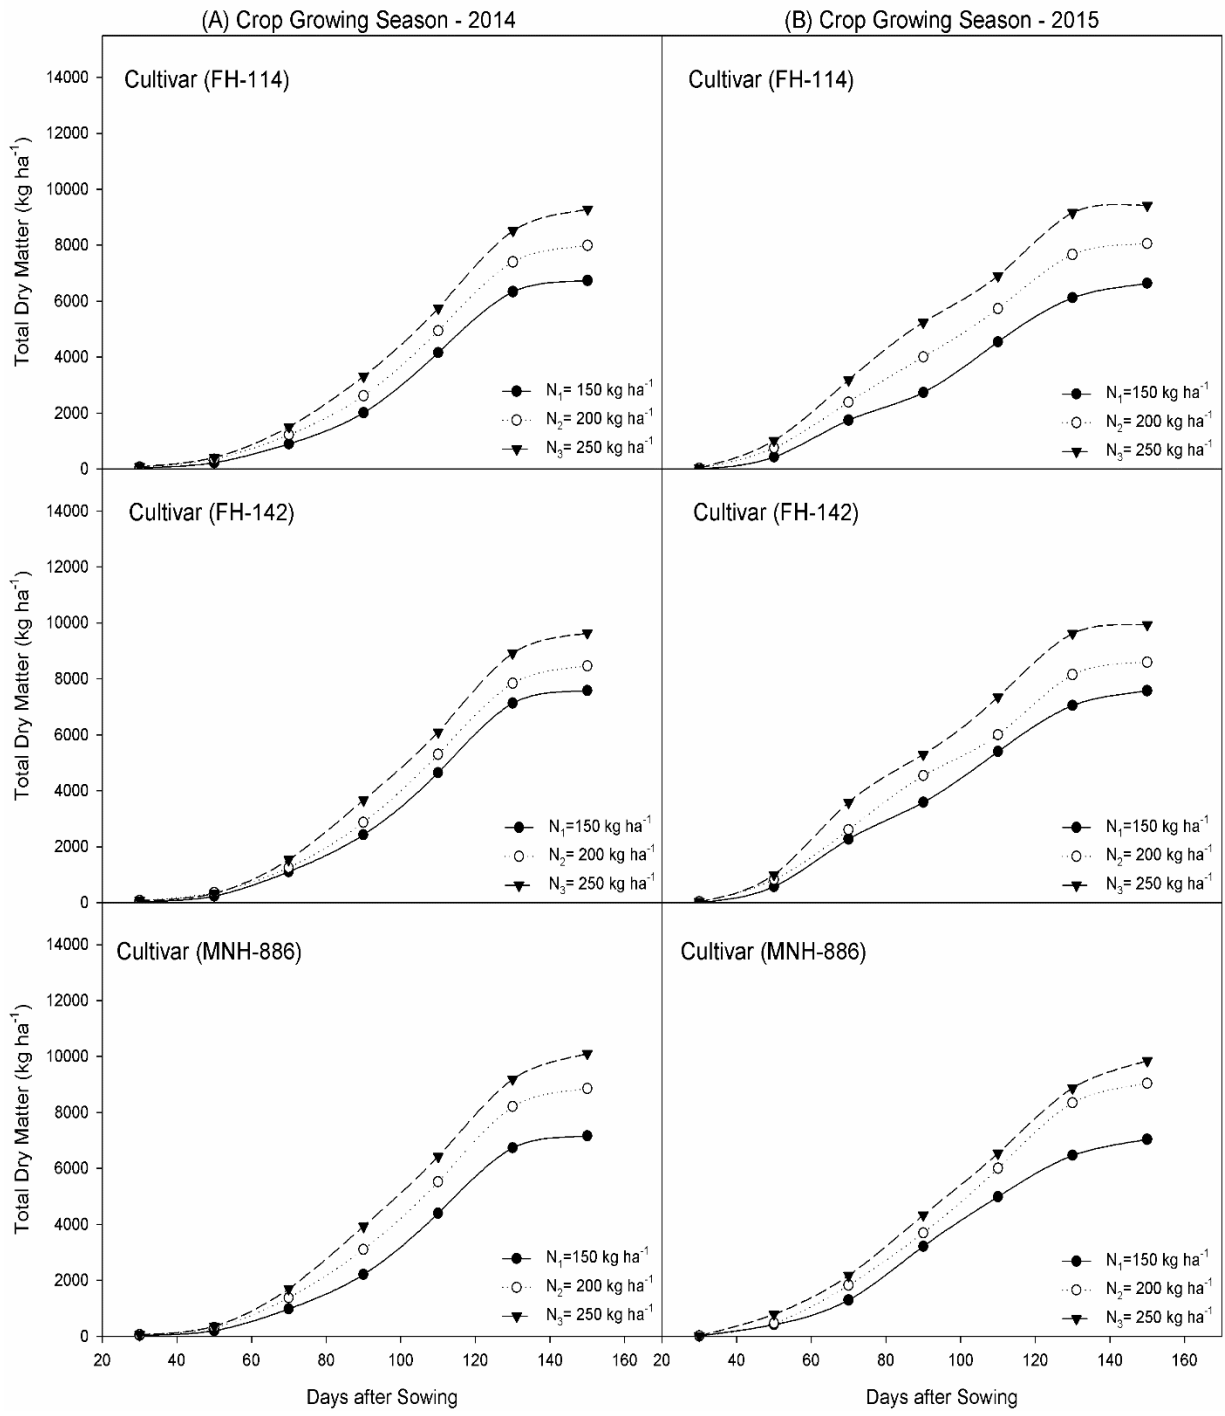 (A) Crop Growing Season - 2014
(B) Crop Growing Season - 2015
Cultivar (FH-114)
Total Dry Matter (kg ha⁻¹)
14000
12000
10000
8000
6000
4000
2000
0
N₁= 150 kg ha⁻¹
N₂= 200 kg ha⁻¹
N₃= 250 kg ha⁻¹
Cultivar (FH-114)
N₁=150 kg ha⁻¹
N₂= 200 kg ha⁻¹
N₃= 250 kg ha⁻¹
Cultivar (FH-142)
Total Dry Matter (kg ha⁻¹)
14000
12000
10000
8000
6000
4000
2000
0
N₁=150 kg ha⁻¹
N₂= 200 kg ha⁻¹
N₃= 250 kg ha⁻¹
Cultivar (FH-142)
N₁=150 kg ha⁻¹
N₂= 200 kg ha⁻¹
N₃= 250 kg ha⁻¹
Cultivar (MNH-886)
Total Dry Matter (kg ha⁻¹)
14000
12000
10000
8000
6000
4000
2000
0
N₁=150 kg ha⁻¹
N₂= 200 kg ha⁻¹
N₃= 250 kg ha⁻¹
Cultivar (MNH-886)
N₁=150 kg ha⁻¹
N₂= 200 kg ha⁻¹
N₃= 250 kg ha⁻¹
20 40 60 80 100 120 140 160
20 40 60 80 100 120 140 160
Days after Sowing
Days after Sowing